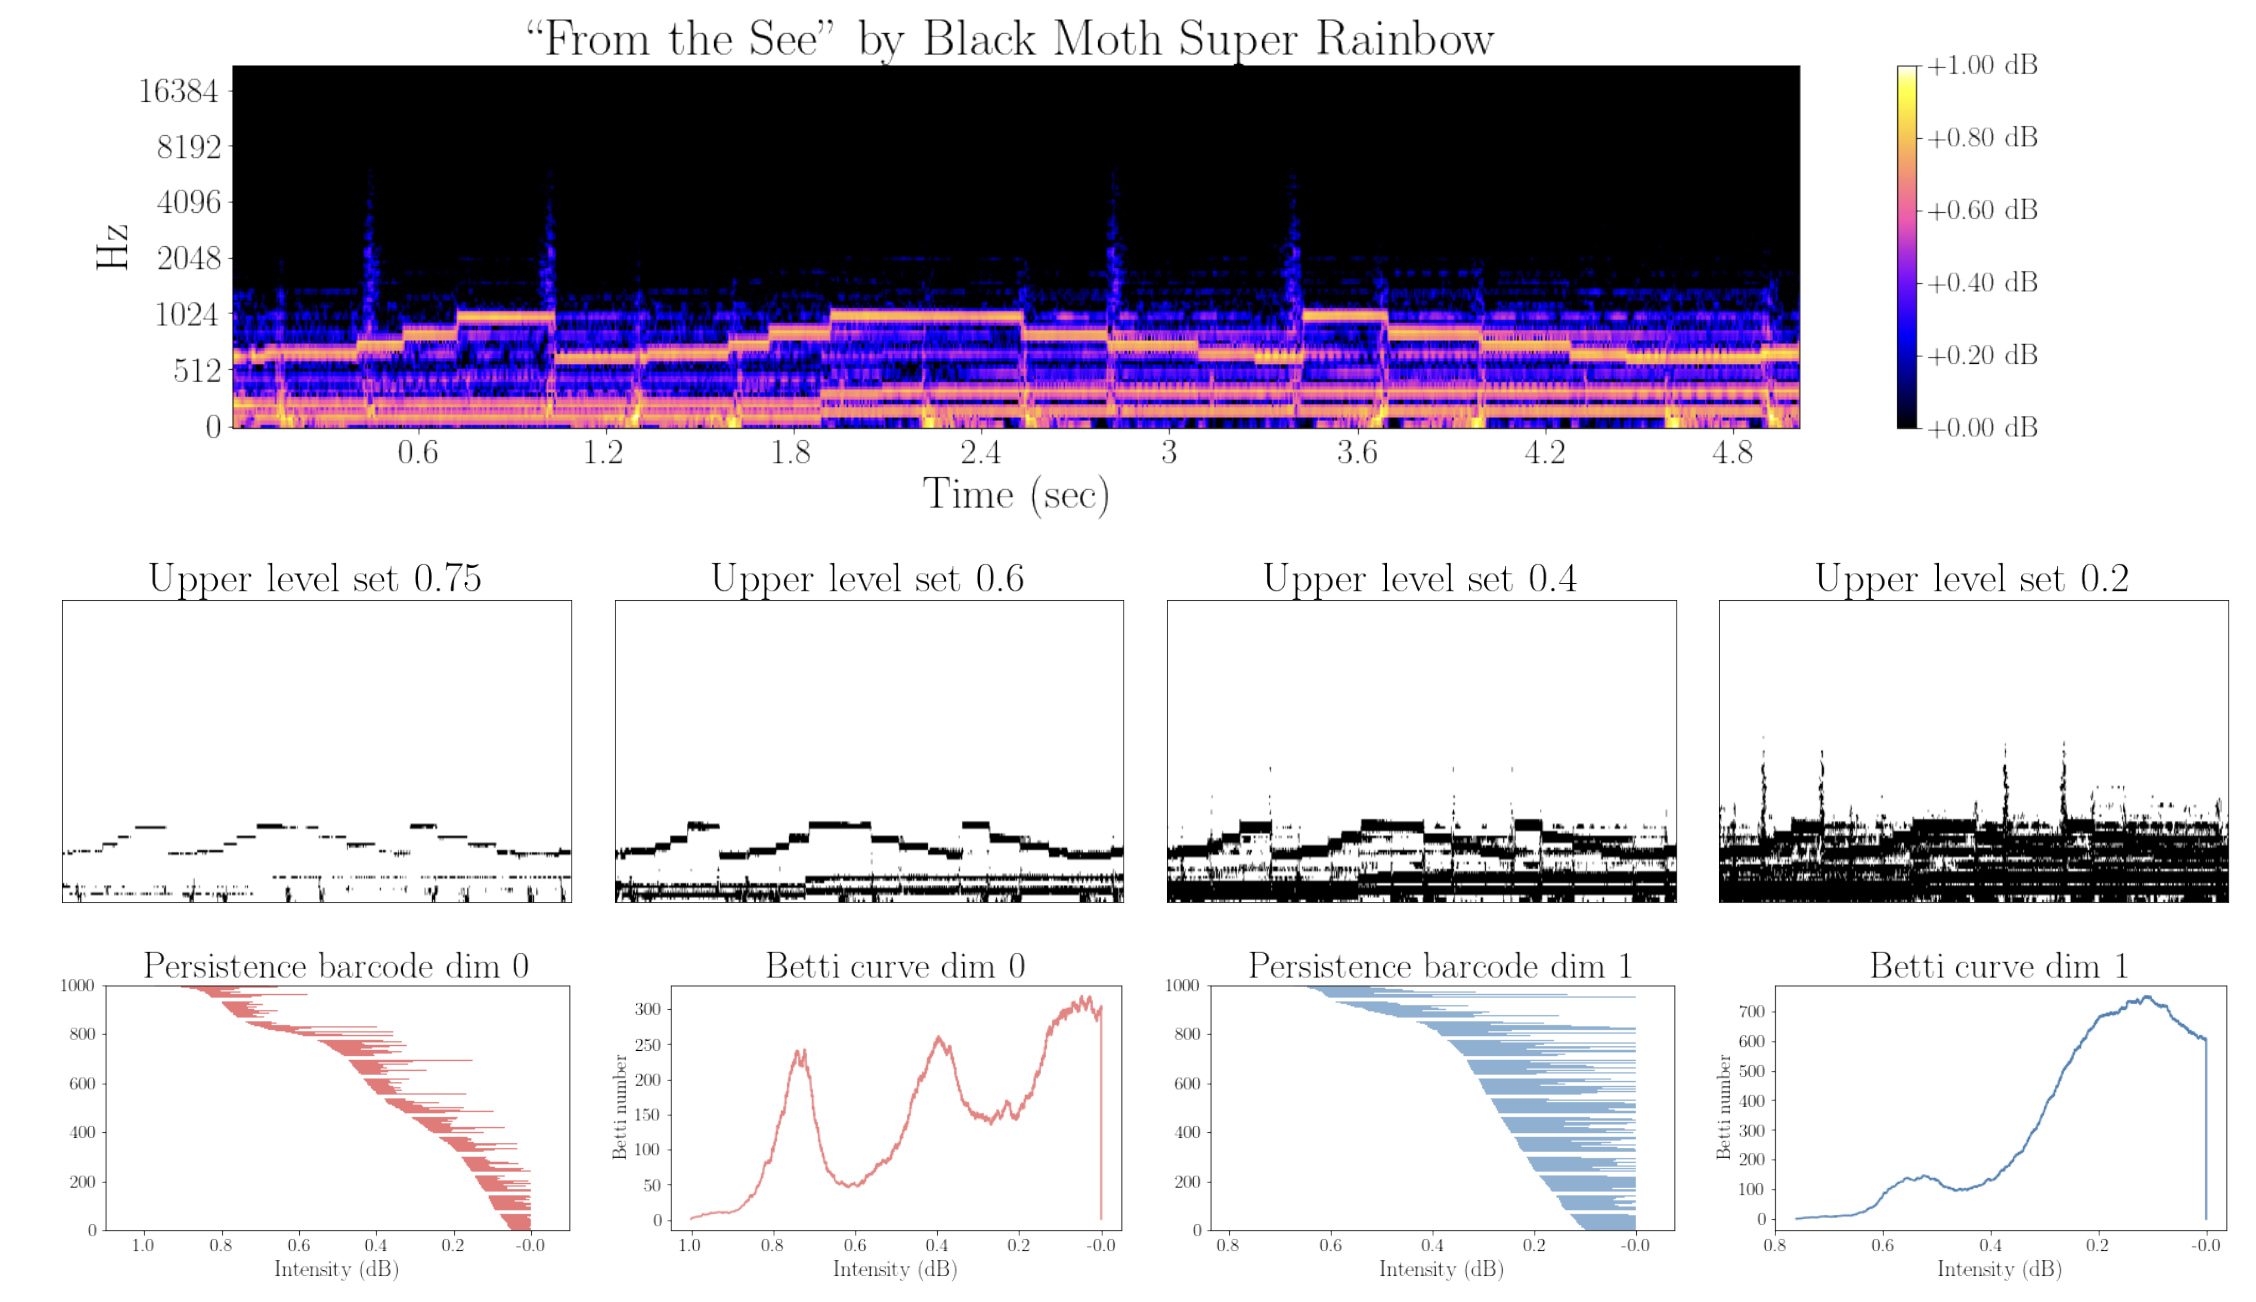 “From the See” by Black Moth Super Rainbow
16384
8192
4096
2048
1024
512
0
Hz
0.6 1.2 1.8 2.4 3 3.6 4.2 4.8
Time (sec)
+1.00 dB
+0.80 dB
+0.60 dB
+0.40 dB
+0.20 dB
+0.00 dB
Upper level set 0.75
Upper level set 0.6
Upper level set 0.4
Upper level set 0.2
Persistence barcode dim 0
1000
800
600
400
200
0
1.0 0.8 0.6 0.4 0.2 -0.0
Intensity (dB)
Betti curve dim 0
Betti number
300
250
200
150
100
50
0
1.0 0.8 0.6 0.4 0.2 -0.0
Intensity (dB)
Persistence barcode dim 1
1000
800
600
400
200
0
0.8 0.6 0.4 0.2 -0.0
Intensity (dB)
Betti curve dim 1
Betti number
700
600
500
400
300
200
100
0
0.8 0.6 0.4 0.2 -0.0
Intensity (dB)